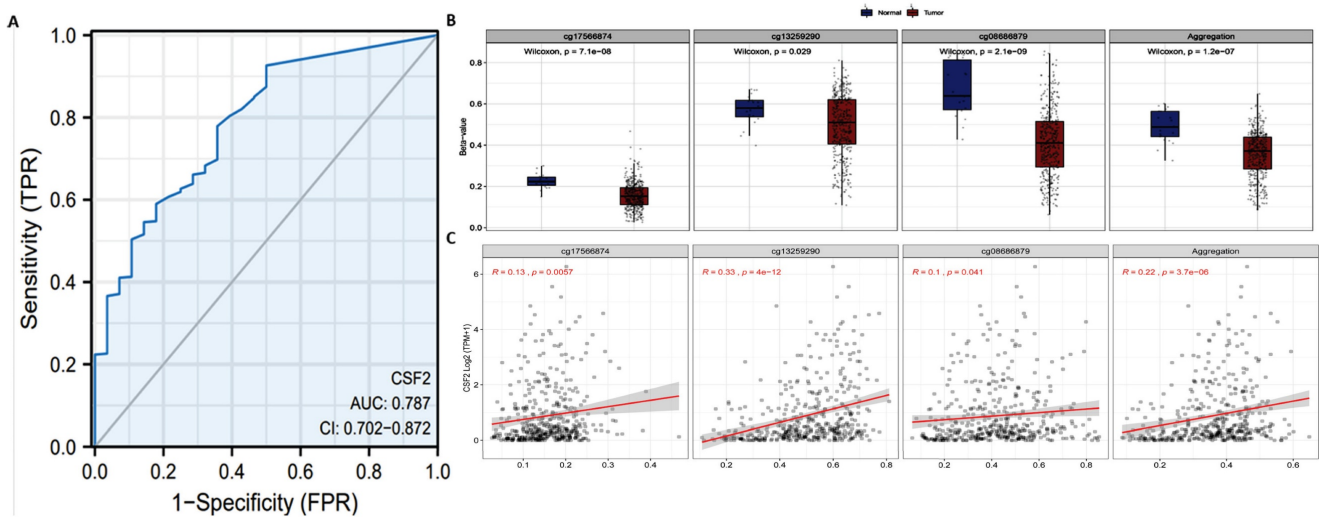 A
1.0
0.8
0.6
0.4
0.2
0.0
Sensitivity (TPR)
CSF2
AUC: 0.787
CI: 0.702–0.872
0.0 0.2 0.4 0.6 0.8 1.0
1−Specificity (FPR)
Normal Tumor
B
cg17566874 cg13259290 cg08686879 Aggregation
Wilcoxon, p = 7.1e−08 Wilcoxon, p = 0.029 Wilcoxon, p = 2.1e−09 Wilcoxon, p = 1.2e−07
0.8
0.6
0.4
0.2
0.0
Beta−value
C
cg17566874 cg13259290 cg08686879 Aggregation
R = 0.13 , p = 0.0057 R = 0.33 , p = 4e−12 R = 0.1 , p = 0.041 R = 0.22 , p = 3.7e−06
6
4
2
0
CSF2 Log2 (TPM+1)
0.0 0.1 0.2 0.3 0.4 0.2 0.4 0.6 0.8 0.2 0.4 0.6 0.8 0.2 0.4 0.6